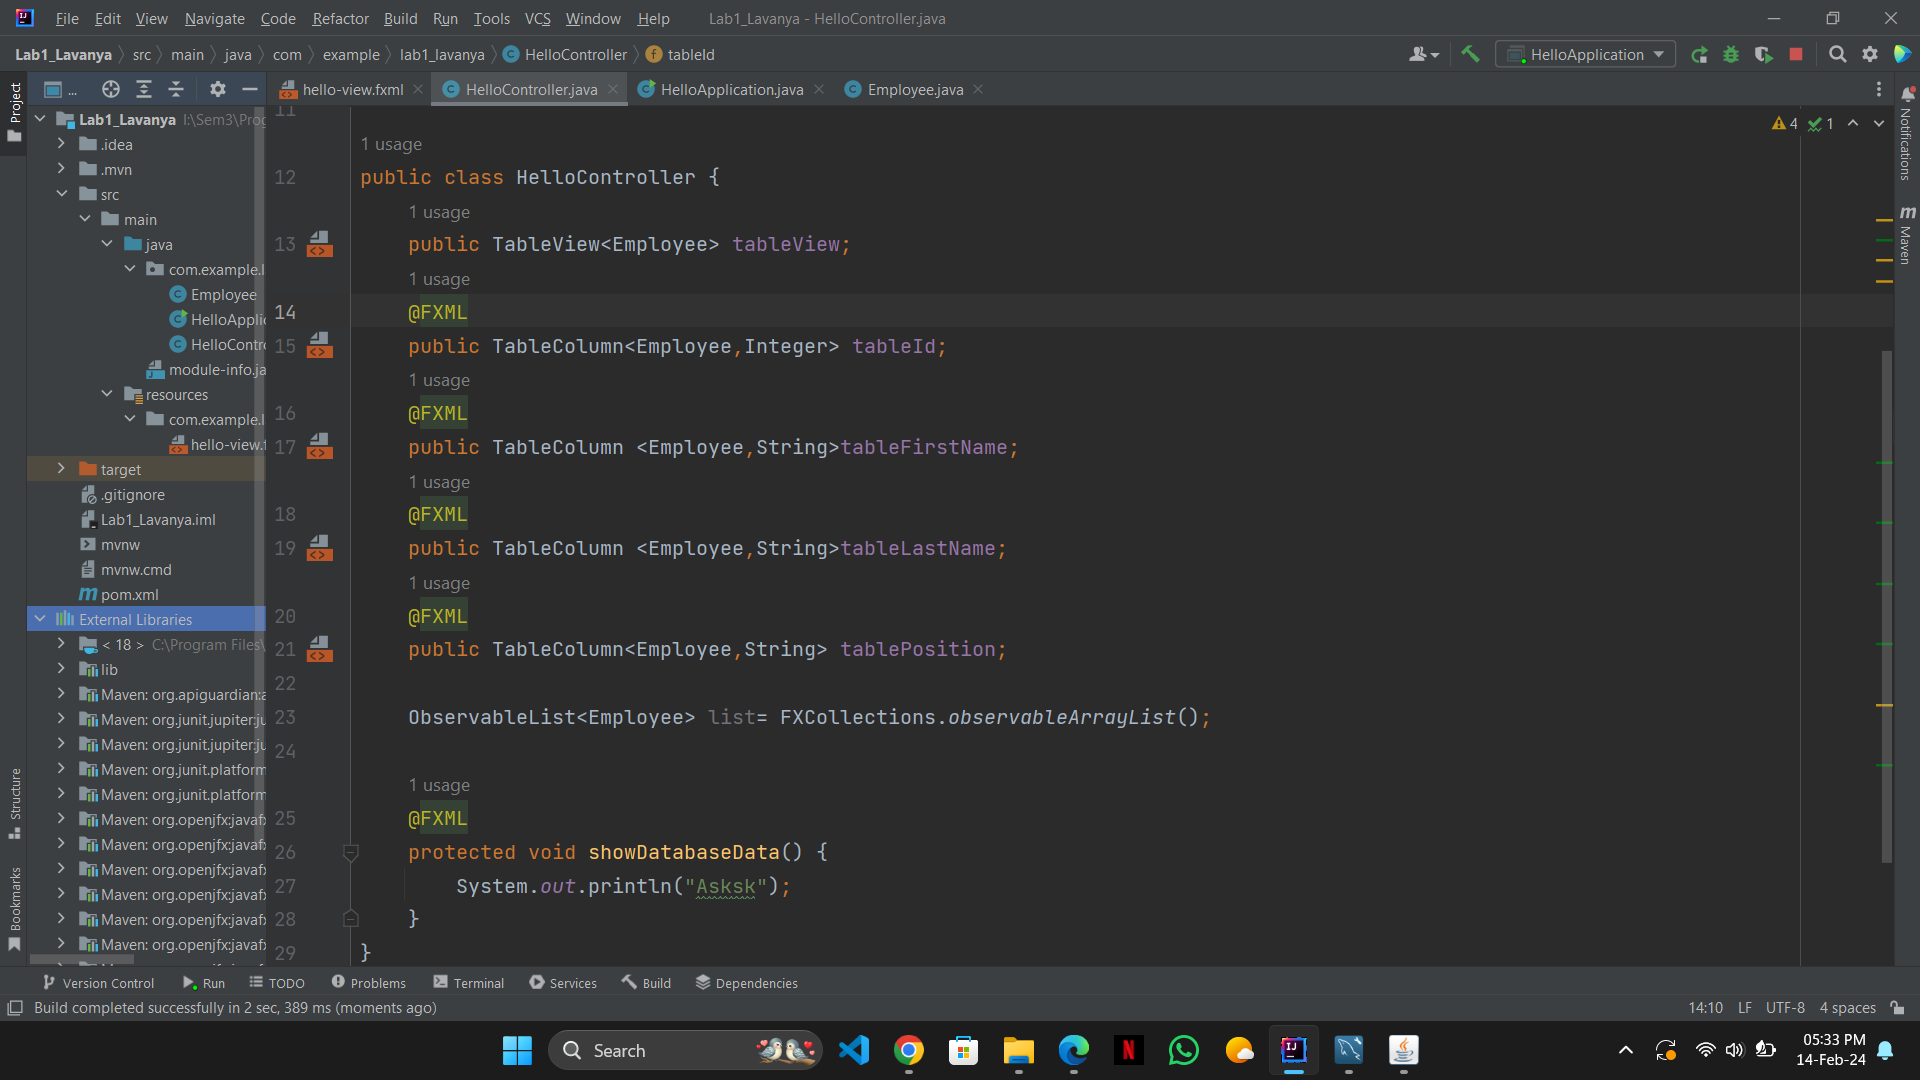 File Edit View Navigate Code Refactor Build Run Tools VCS Window Help Lab1_Lavanya - HelloController.java
Lab1_Lavanya src main java com example lab1_lavanya HelloController tableId HelloApplication
... hello-view.fxml HelloController.java HelloApplication.java Employee.java
Project
Structure
Bookmarks
Notifications
Maven
Lab1_Lavanya I:\Sem3\Prog
.idea
.mvn
src
main
java
com.example.l
Employee
HelloApplic
HelloContro
module-info.ja
resources
com.example.l
hello-view.f
target
.gitignore
Lab1_Lavanya.iml
mvnw
mvnw.cmd
pom.xml
External Libraries
< 18 > C:\Program Files\
lib
Maven: org.apiguardian:a
Maven: org.junit.jupiter:ju
Maven: org.junit.jupiter:ju
Maven: org.junit.platform
Maven: org.junit.platform
Maven: org.openjfx:javafx
Maven: org.openjfx:javafx
Maven: org.openjfx:javafx
Maven: org.openjfx:javafx
Maven: org.openjfx:javafx
Maven: org.openjfx:javafx
4 1
11
1 usage
12 public class HelloController {
1 usage
13 public TableView<Employee> tableView;
1 usage
14 @FXML
15 public TableColumn<Employee,Integer> tableId;
1 usage
16 @FXML
17 public TableColumn <Employee,String>tableFirstName;
1 usage
18 @FXML
19 public TableColumn <Employee,String>tableLastName;
1 usage
20 @FXML
21 public TableColumn<Employee,String> tablePosition;
22
23 ObservableList<Employee> list= FXCollections.observableArrayList();
24
1 usage
25 @FXML
26 protected void showDatabaseData() {
27 System.out.println("Asksk");
28 }
29 }
Version Control Run TODO Problems Terminal Services Build Dependencies
Build completed successfully in 2 sec, 389 ms (moments ago) 14:10 LF UTF-8 4 spaces
Search
05:33 PM
14-Feb-24